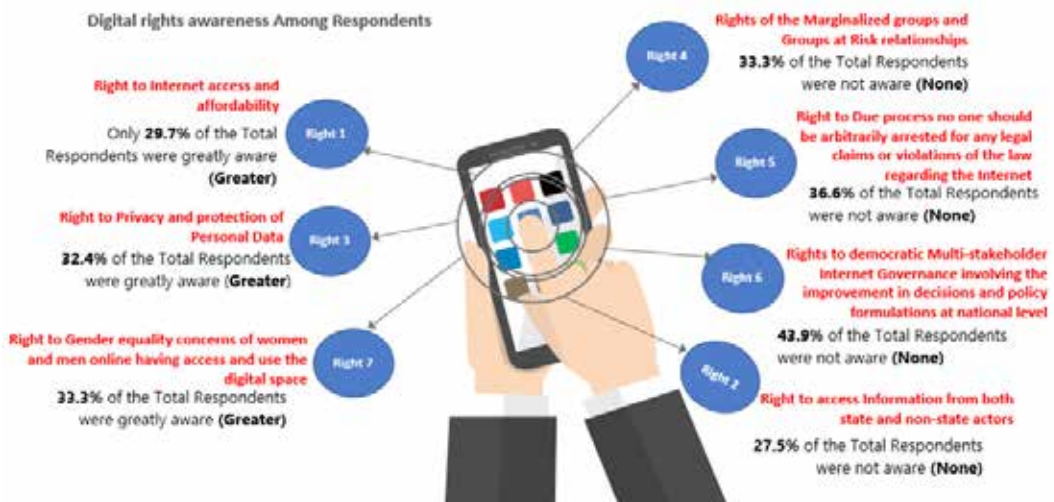 Digital rights awareness Among Respondents
Right to Internet access and
affordability
Only 29.7% of the Total
Respondents were greatly aware
(Greater)
Right 1
Right to Privacy and protection of
Personal Data
32.4% of the Total Respondents
were greatly aware (Greater)
Right 3
Right to Gender equality concerns of women
and men online having access and use the
digital space
33.3% of the Total Respondents
were greatly aware (Greater)
Right 7
Right 4
Rights of the Marginalized groups and
Groups at Risk relationships
33.3% of the Total Respondents
were not aware (None)
Right 5
Right to Due process no one should
be arbitrarily arrested for any legal
claims or violations of the law
regarding the Internet
36.6% of the Total Respondents
were not aware (None)
Right 6
Rights to democratic Multi-stakeholder
Internet Governance involving the
improvement in decisions and policy
formulations at national level
43.9% of the Total Respondents
were not aware (None)
Right 2
Right to access Information from both
state and non-state actors
27.5% of the Total Respondents
were not aware (None)